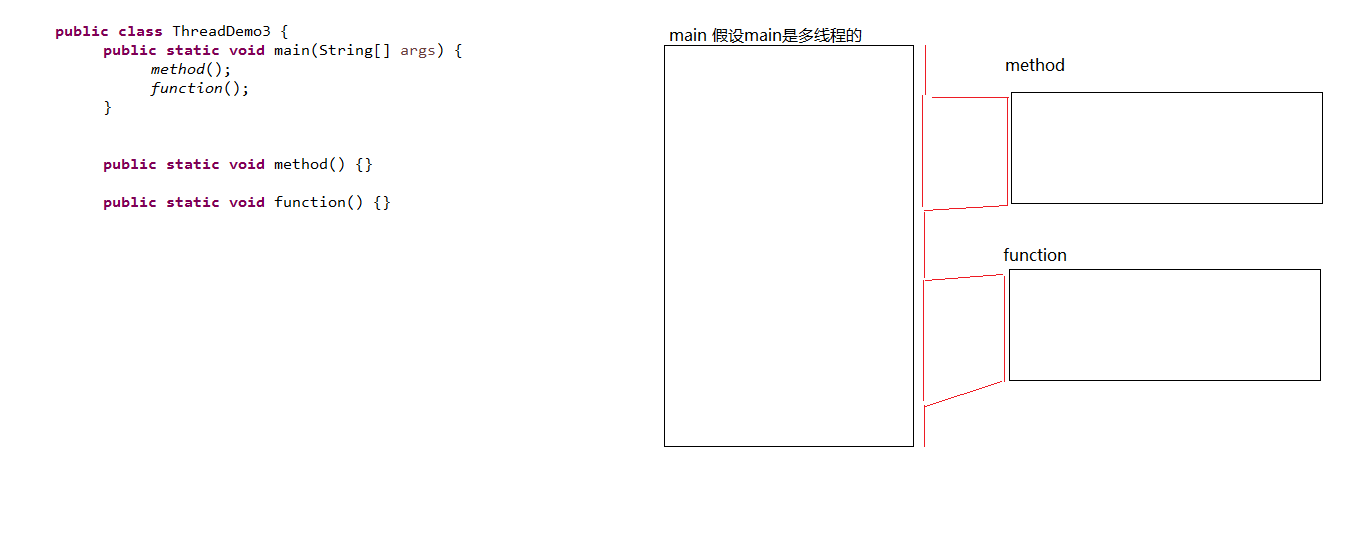 public class ThreadDemo3 {
public static void main(String[] args) {
method();
function();
}
public static void method() {}
public static void function() {}
main 假设main是多线程的
method
function